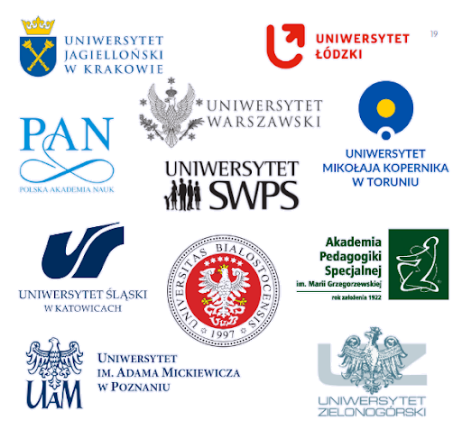 UNIWERSYTET
JAGIELLOŃSKI
W KRAKOWIE
UNIWERSYTET
ŁÓDZKI
19
UNIWERSYTET
WARSZAWSKI
PAN
POLSKA AKADEMIA NAUK
UNIWERSYTET
SWPS
UNIWERSYTET
MIKOŁAJA KOPERNIKA
W TORUNIU
UNIWERSYTET ŚLĄSKI
W KATOWICACH
UNIVERSITAS BIALOSTOCENSIS
1997
Akademia
Pedagogiki
Specjalnej
im. Marii Grzegorzewskiej
rok założenia 1922
UAM
UNIWERSYTET
IM. ADAMA MICKIEWICZA
W POZNANIU
UZ
UNIWERSYTET
ZIELONOGÓRSKI